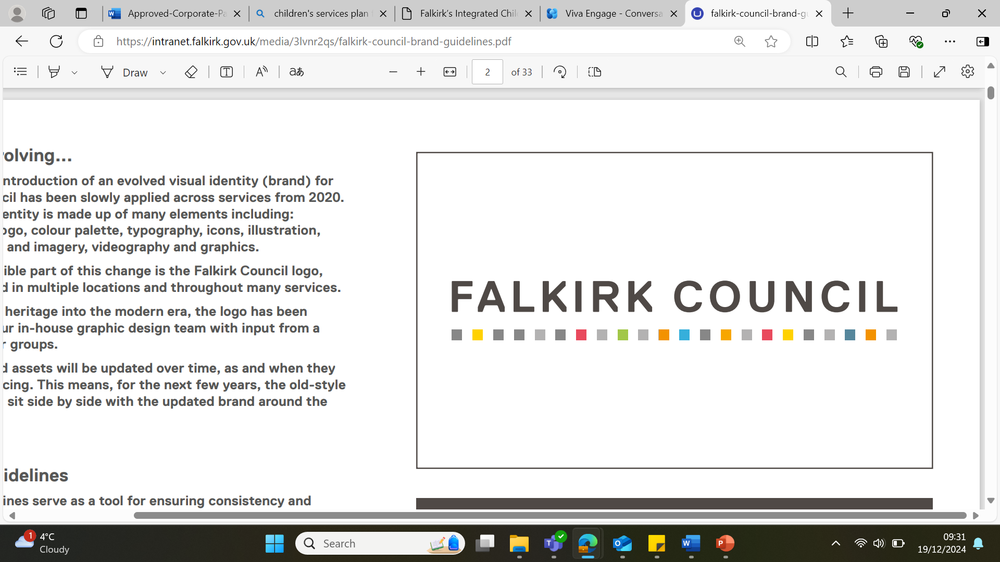 Approved-Corporate-Pa
children's services plan f
Falkirk's Integrated Chil
Viva Engage - Conversa
falkirk-council-brand-gu
https://intranet.falkirk.gov.uk/media/3lvnr2qs/falkirk-council-brand-guidelines.pdf
Draw
2 of 33
olving...
ntroduction of an evolved visual identity (brand) for
cil has been slowly applied across services from 2020.
entity is made up of many elements including:
ogo, colour palette, typography, icons, illustration,
and imagery, videography and graphics.
ible part of this change is the Falkirk Council logo,
d in multiple locations and throughout many services.
heritage into the modern era, the logo has been
ur in-house graphic design team with input from a
r groups.
d assets will be updated over time, as and when they
cing. This means, for the next few years, the old-style
sit side by side with the updated brand around the
idelines
ines serve as a tool for ensuring consistency and
FALKIRK COUNCIL
1
4°C
Cloudy
Search
09:31
19/12/2024